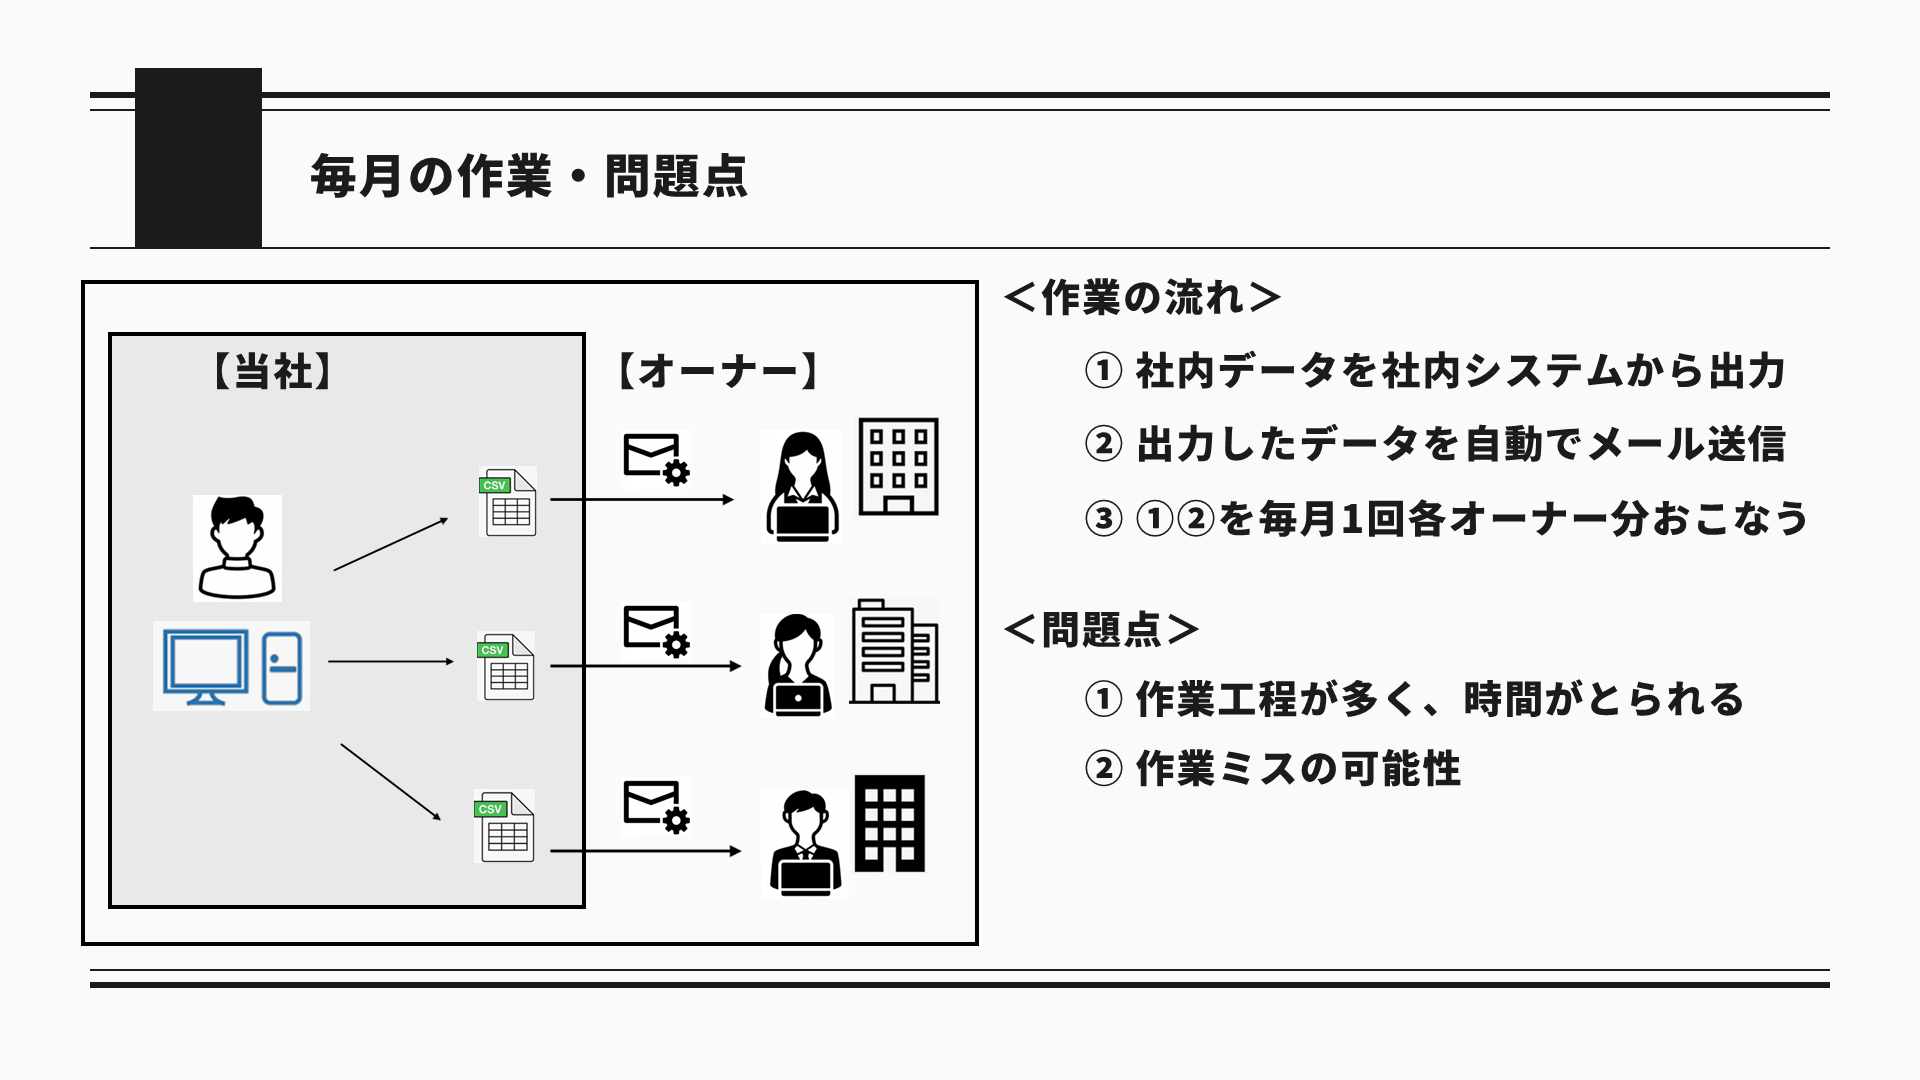 毎月の作業・問題点
【当社】
【オーナー】
CSV
CSV
CSV
＜作業の流れ＞
① 社内データを社内システムから出力
② 出力したデータを自動でメール送信
③ ①②を毎月1回各オーナー分おこなう
＜問題点＞
① 作業工程が多く、時間がとられる
② 作業ミスの可能性